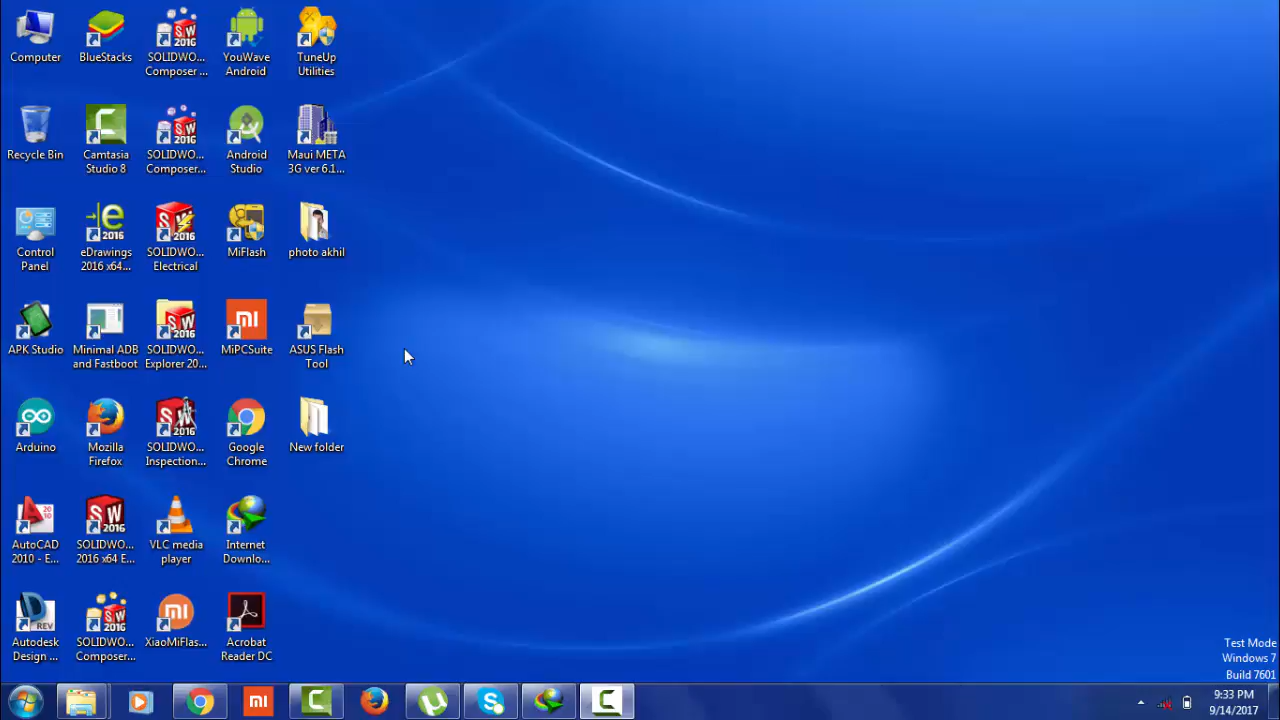 Computer
BlueStacks
SOLIDWO...
Composer ...
YouWave
Android
TuneUp
Utilities
Recycle Bin
Camtasia
Studio 8
SOLIDWO...
Composer...
Android
Studio
Maui META
3G ver 6.1...
Control
Panel
eDrawings
2016 x64...
SOLIDWO...
Electrical
MiFlash
photo akhil
APK Studio
Minimal ADB
and Fastboot
SOLIDWO...
Explorer 20...
MiPCSuite
ASUS Flash
Tool
Arduino
Mozilla
Firefox
SOLIDWO...
Inspection...
Google
Chrome
New folder
AutoCAD
2010 - E...
SOLIDWO...
2016 x64 E...
VLC media
player
Internet
Downlo...
Autodesk
Design ...
SOLIDWO...
Composer...
XiaoMiFlas...
Acrobat
Reader DC
Test Mode
Windows 7
Build 7601
9:33 PM
9/14/2017